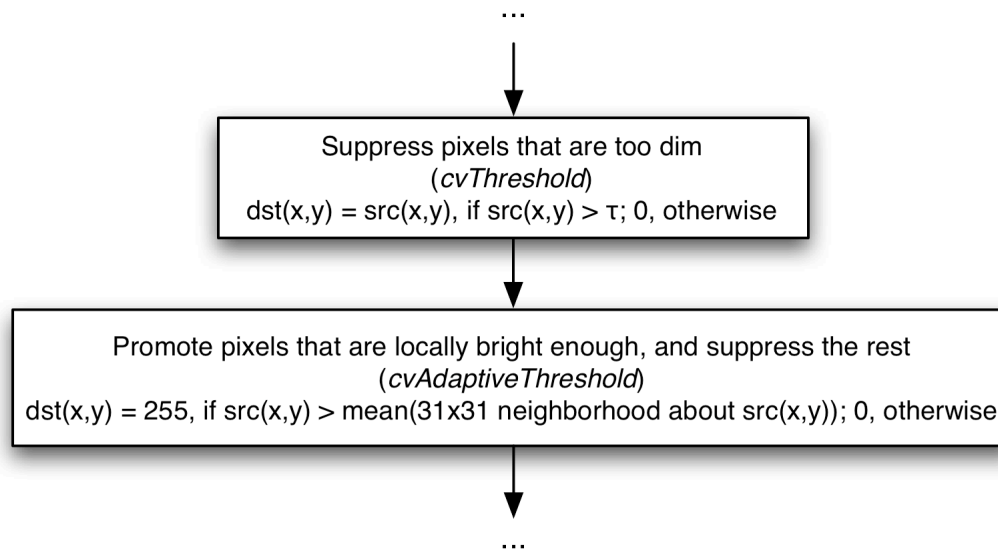 ...
Suppress pixels that are too dim
(cvThreshold)
dst(x,y) = src(x,y), if src(x,y) > τ; 0, otherwise
Promote pixels that are locally bright enough, and suppress the rest
(cvAdaptiveThreshold)
dst(x,y) = 255, if src(x,y) > mean(31x31 neighborhood about src(x,y)); 0, otherwise
...